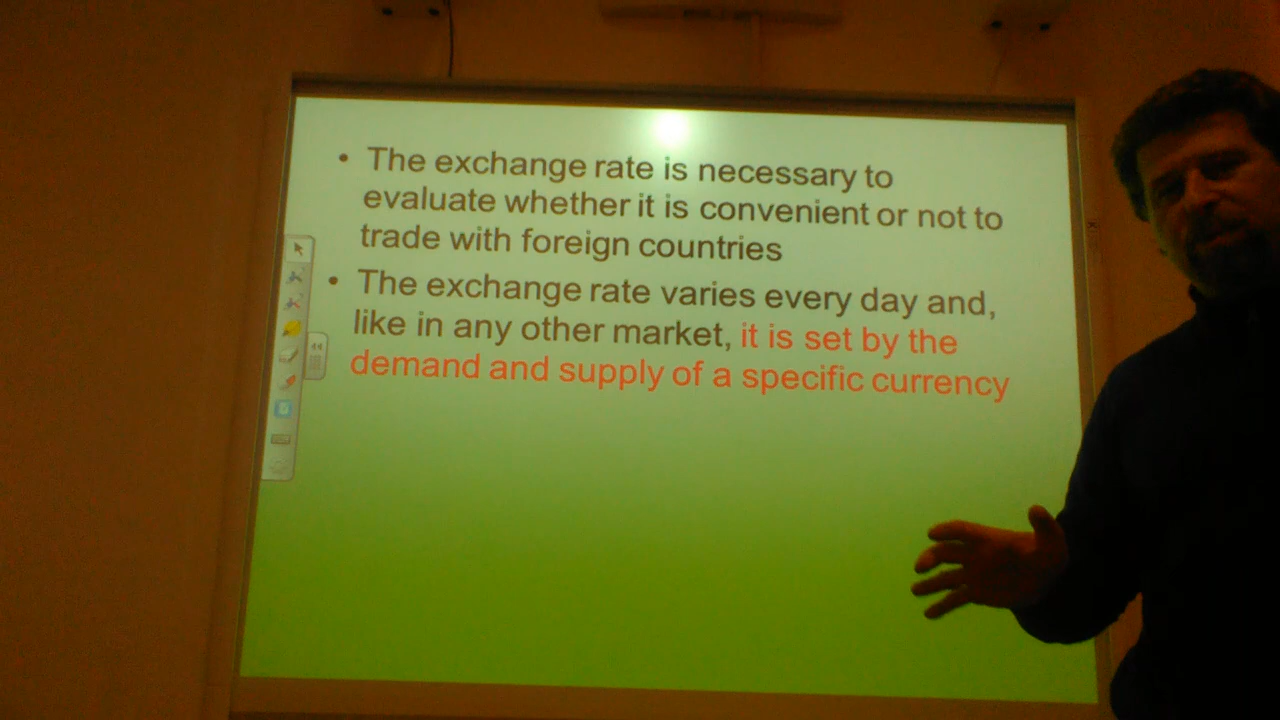 • The exchange rate is necessary to
evaluate whether it is convenient or not to
trade with foreign countries
• The exchange rate varies every day and,
like in any other market, it is set by the
demand and supply of a specific currency